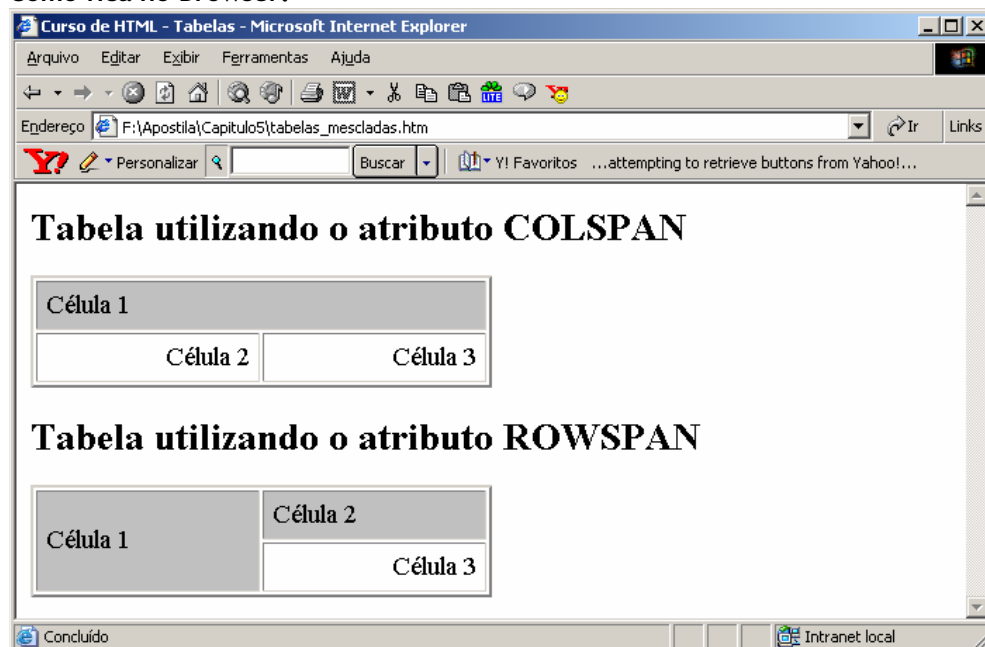 Curso de HTML - Tabelas - Microsoft Internet Explorer
Arquivo Editar Exibir Ferramentas Ajuda
Endereço F:\Apostila\Capitulo5\tabelas_mescladas.htm Ir Links
Y! Personalizar Buscar Y! Favoritos ...attempting to retrieve buttons from Yahoo!...
Tabela utilizando o atributo COLSPAN
Célula 1
Célula 2 Célula 3
Tabela utilizando o atributo ROWSPAN
Célula 1
Célula 2
Célula 3
Concluído Intranet local